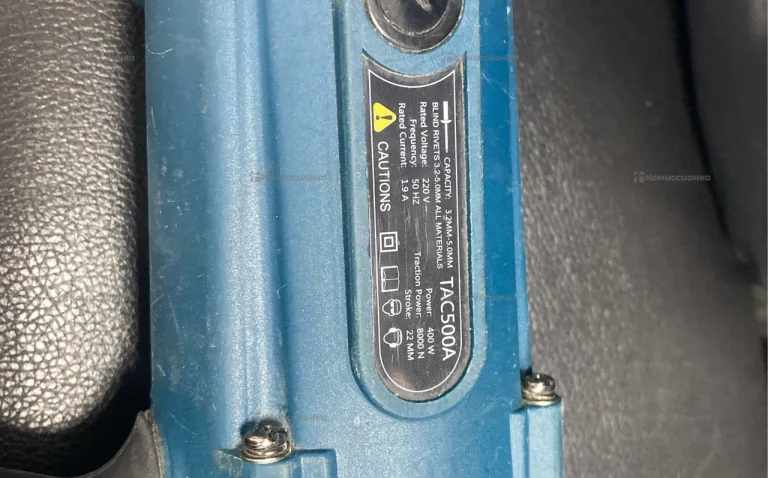 CAPACITY: 3.2MM-5.0MM
BLIND RIVETS 3.2-5.0MM ALL MATERIALS
TAC500A
Rated Voltage: 220 V
Power: 400 W
Frequency: 50 HZ
Traction Power: 8000 N
Rated Current: 1.9 A
Stroke: 22 MM
CAUTIONS
Комиссионко